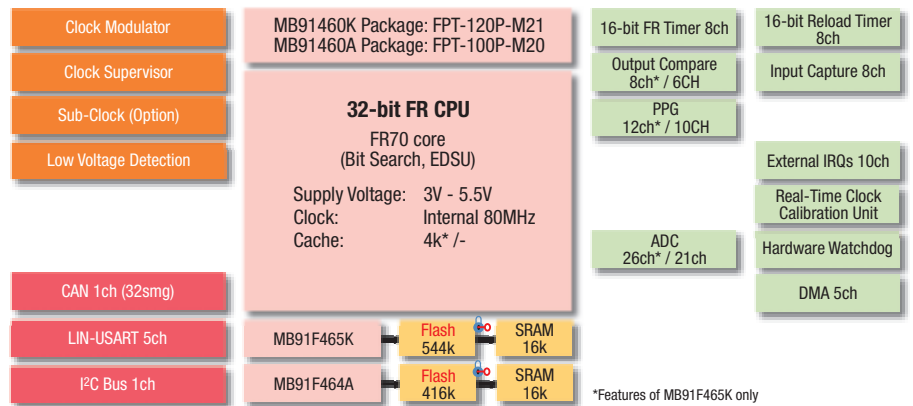 Clock Modulator
Clock Supervisor
Sub-Clock (Option)
Low Voltage Detection
CAN 1ch (32smg)
LIN-USART 5ch
I²C Bus 1ch
MB91460K Package: FPT-120P-M21
MB91460A Package: FPT-100P-M20
32-bit FR CPU
FR70 core
(Bit Search, EDSU)
Supply Voltage: 3V - 5.5V
Clock: Internal 80MHz
Cache: 4k* /-
MB91F465K
Flash
544k
SRAM
16k
MB91F464A
Flash
416k
SRAM
16k
16-bit FR Timer 8ch
Output Compare
8ch* / 6CH
PPG
12ch* / 10CH
ADC
26ch* / 21ch
16-bit Reload Timer
8ch
Input Capture 8ch
External IRQs 10ch
Real-Time Clock
Calibration Unit
Hardware Watchdog
DMA 5ch
*Features of MB91F465K only